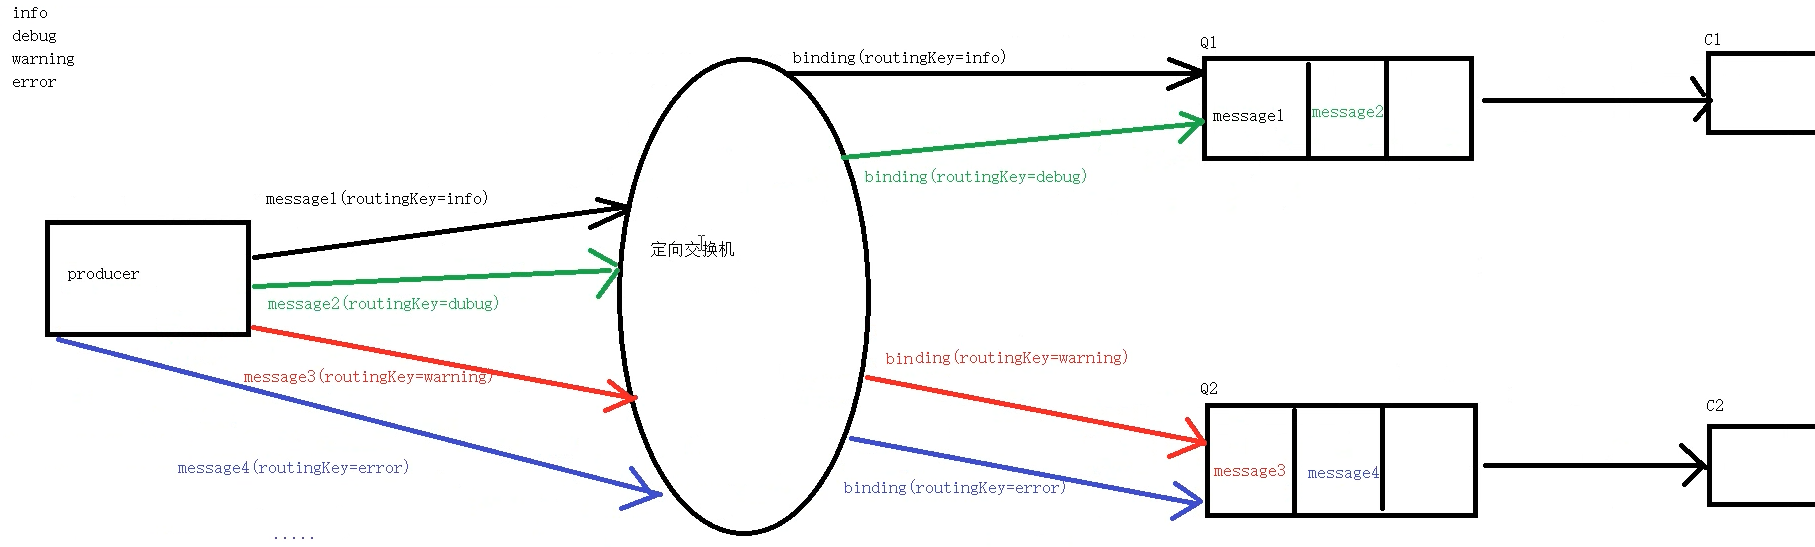 info
debug
warning
error
binding(routingKey=info)
Q1
C1
message1
message2
binding(routingKey=debug)
message1(routingKey=info)
定向交换机
producer
message2(routingKey=dubug)
message3(routingKey=warning)
binding(routingKey=warning)
Q2
C2
message4(routingKey=error)
binding(routingKey=error)
message3
message4
.....